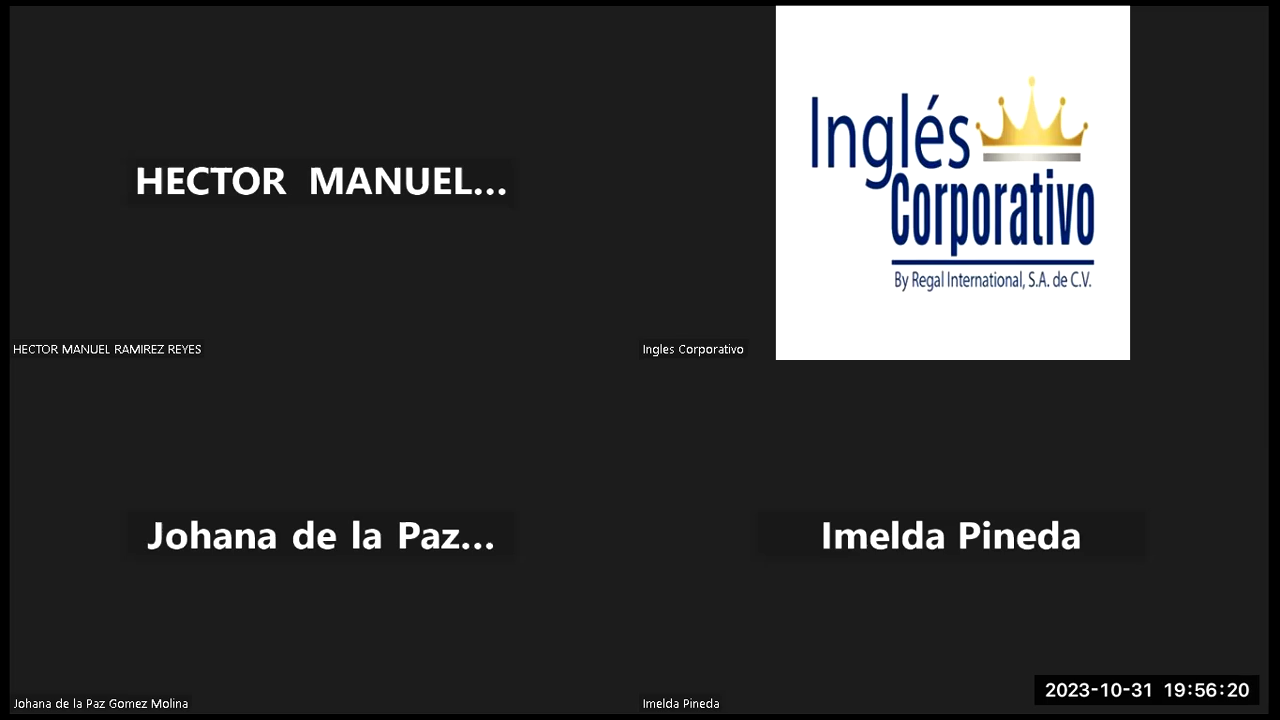 HECTOR MANUEL...
HECTOR MANUEL RAMIREZ REYES
Inglés
Corporativo
By Regal International, S.A. de C.V.
Ingles Corporativo
Johana de la Paz...
Johana de la Paz Gomez Molina
Imelda Pineda
Imelda Pineda
2023-10-31 19:56:20